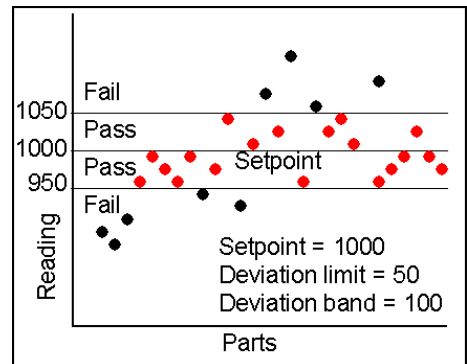 Fail
1050
Pass
1000
Setpoint
Pass
950
Fail
Reading
Setpoint = 1000
Deviation limit = 50
Deviation band = 100
Parts